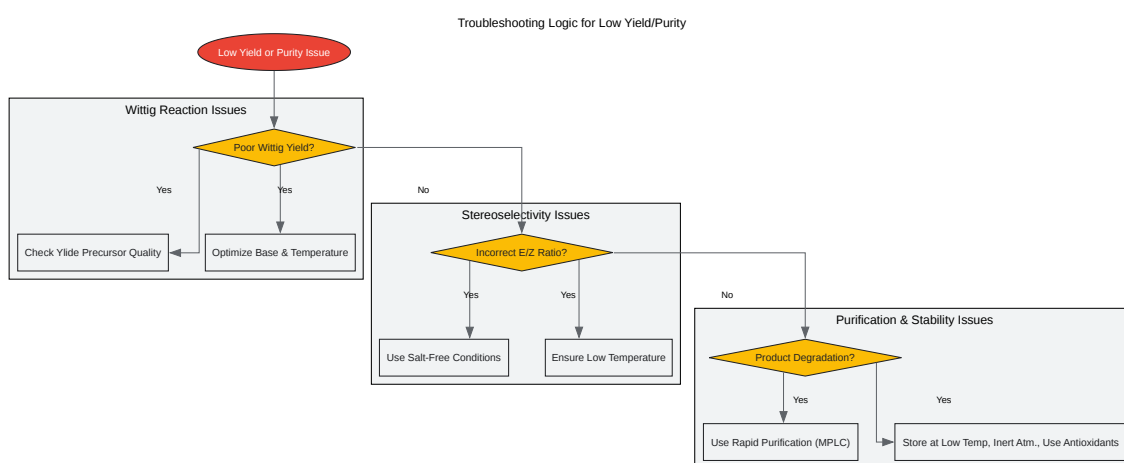 Troubleshooting Logic for Low Yield/Purity
Low Yield or Purity Issue
Wittig Reaction Issues
Poor Wittig Yield?
Yes
Yes
No
Check Ylide Precursor Quality
Optimize Base & Temperature
Stereoselectivity Issues
Incorrect E/Z Ratio?
Yes
Yes
No
Use Salt-Free Conditions
Ensure Low Temperature
Purification & Stability Issues
Product Degradation?
Yes
Yes
Use Rapid Purification (MPLC)
Store at Low Temp, Inert Atm., Use Antioxidants